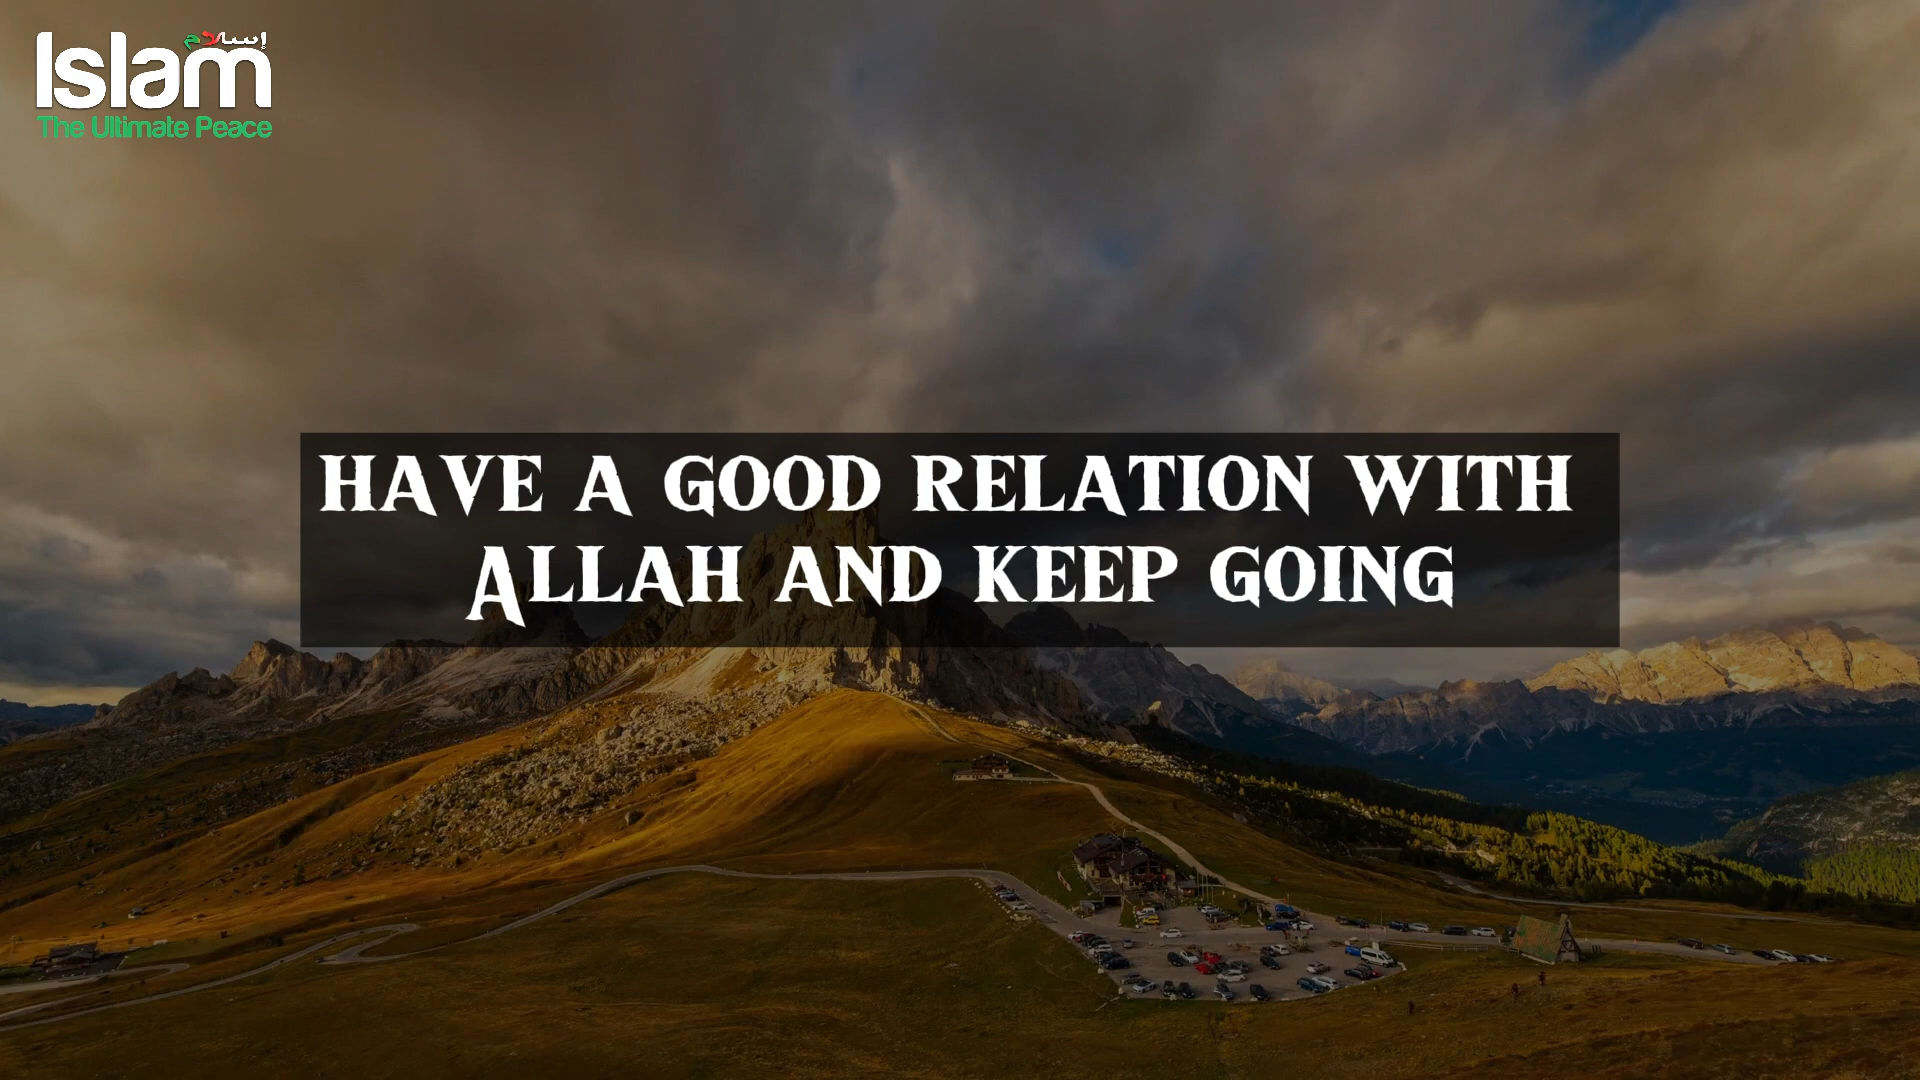 Islam
إسلام
The Ultimate Peace
HAVE A GOOD RELATION WITH
ALLAH AND KEEP GOING